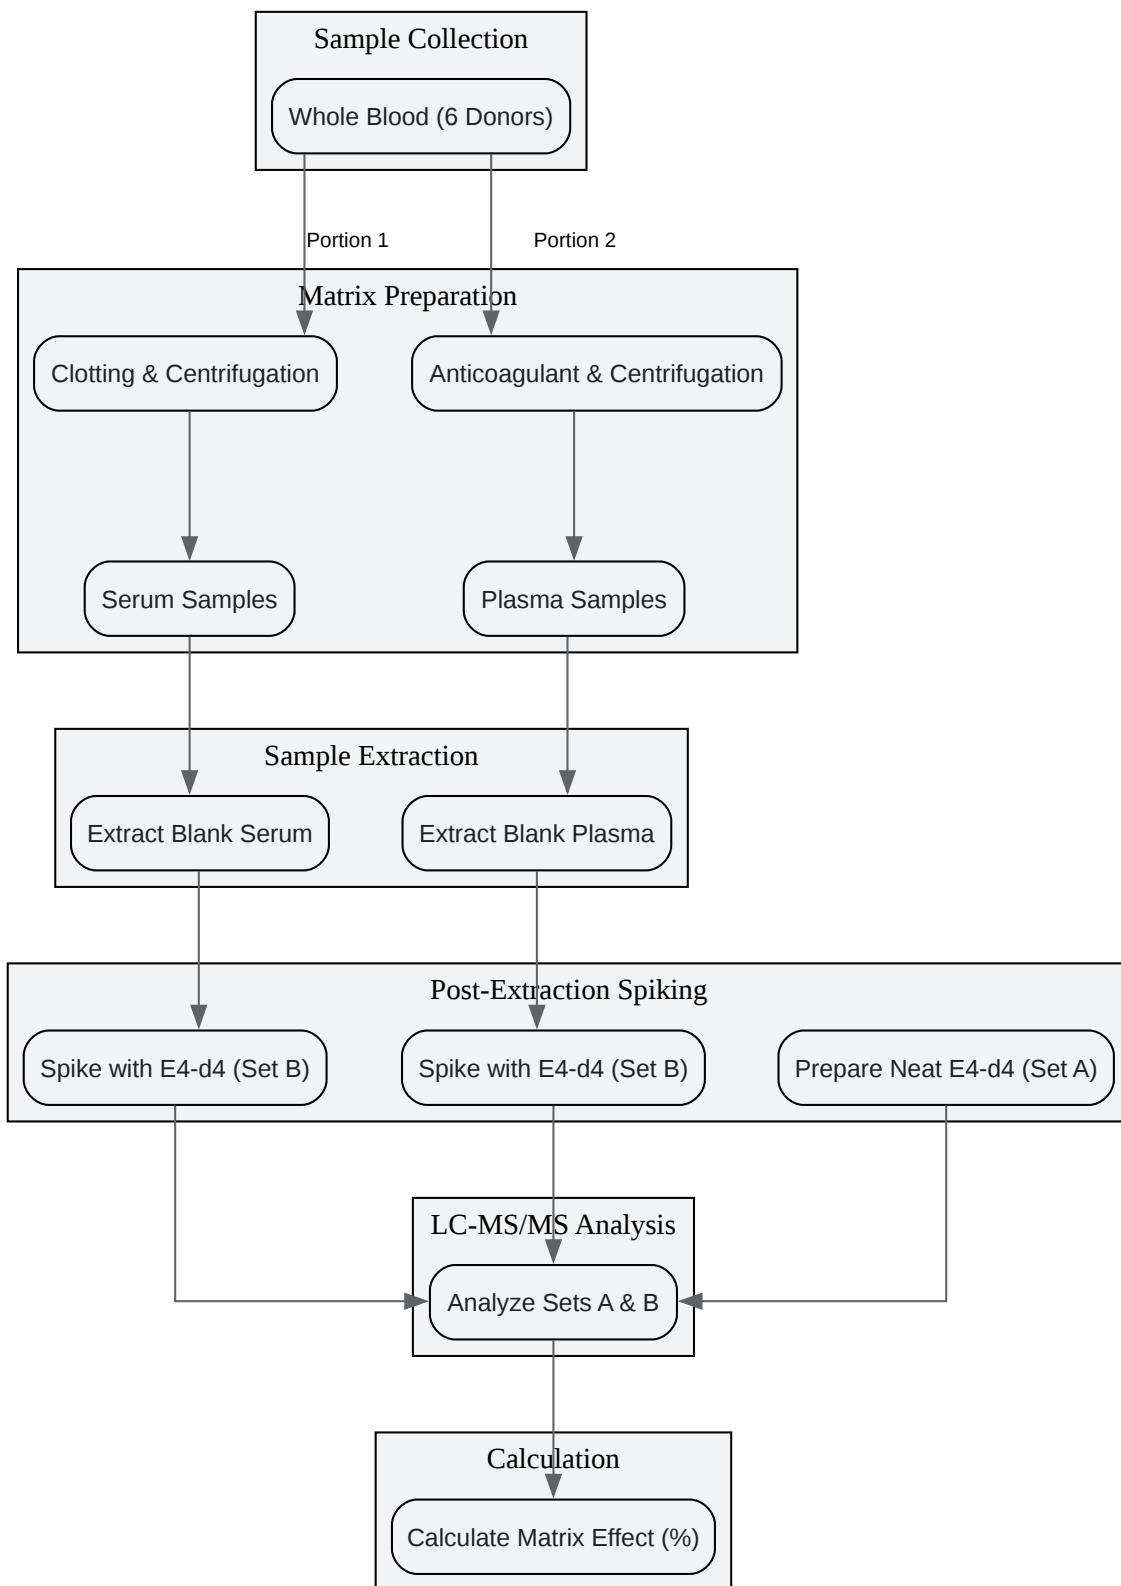 Sample Collection
Whole Blood (6 Donors)
Portion 1
Portion 2
Matrix Preparation
Clotting & Centrifugation
Anticoagulant & Centrifugation
Serum Samples
Plasma Samples
Sample Extraction
Extract Blank Serum
Extract Blank Plasma
Post-Extraction Spiking
Spike with E4-d4 (Set B)
Spike with E4-d4 (Set B)
Prepare Neat E4-d4 (Set A)
LC-MS/MS Analysis
Analyze Sets A & B
Calculation
Calculate Matrix Effect (%)